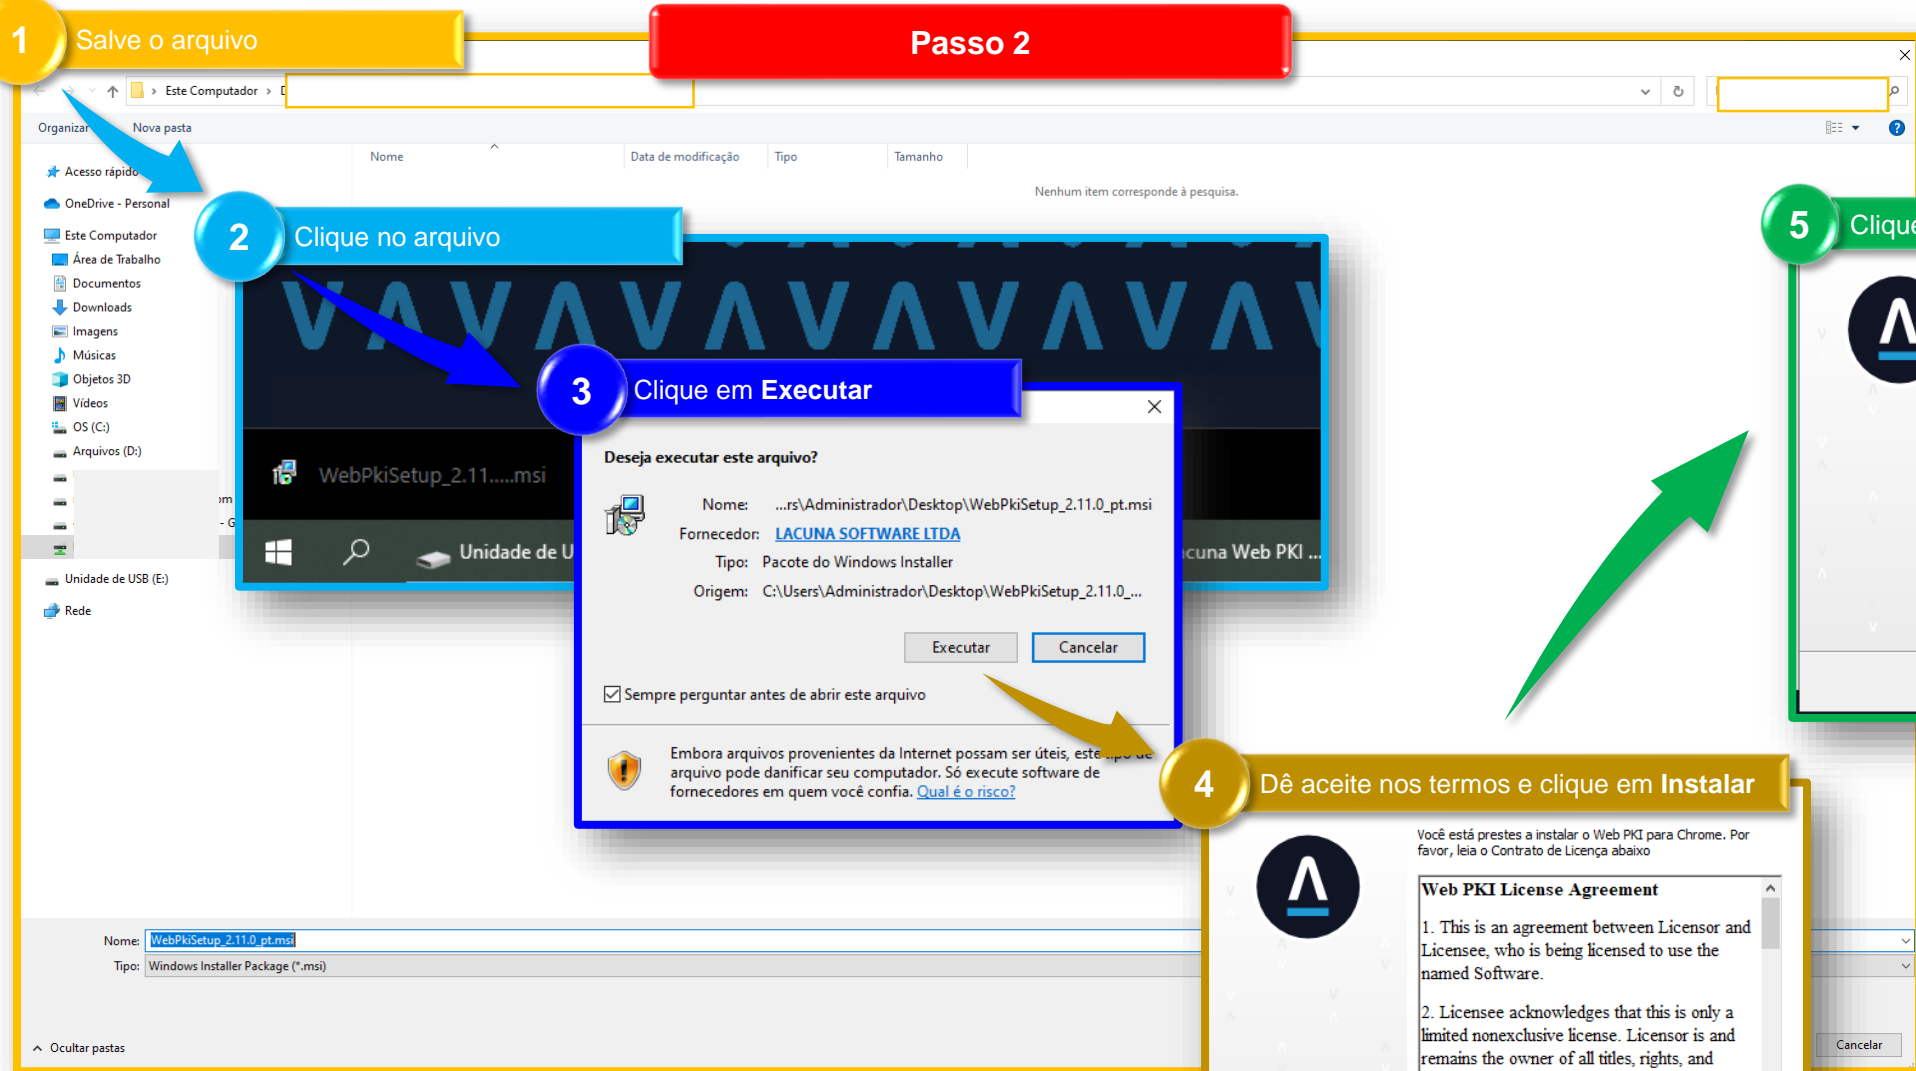 Passo 2
1 Salve o arquivo
Este Computador
Organizar
Nova pasta
Nome
Data de modificação
Tipo
Tamanho
Nenhum item corresponde à pesquisa.
Acesso rápido
OneDrive - Personal
Este Computador
Área de Trabalho
Documentos
Downloads
Imagens
Músicas
Objetos 3D
Vídeos
OS (C:)
Arquivos (D:)
Unidade de USB (E:)
Rede
2 Clique no arquivo
WebPkiSetup_2.11.....msi
Unidade de U
una Web PKI ...
3 Clique em Executar
Deseja executar este arquivo?
Nome: ...rs\Administrador\Desktop\WebPkiSetup_2.11.0_pt.msi
Fornecedor: LACUNA SOFTWARE LTDA
Tipo: Pacote do Windows Installer
Origem: C:\Users\Administrador\Desktop\WebPkiSetup_2.11.0_...
Executar
Cancelar
Sempre perguntar antes de abrir este arquivo
Embora arquivos provenientes da Internet possam ser úteis, este tipo de
arquivo pode danificar seu computador. Só execute software de
fornecedores em quem você confia. Qual é o risco?
4 Dê aceite nos termos e clique em Instalar
Você está prestes a instalar o Web PKI para Chrome. Por
favor, leia o Contrato de Licença abaixo
Web PKI License Agreement
1. This is an agreement between Licensor and
Licensee, who is being licensed to use the
named Software.
2. Licensee acknowledges that this is only a
limited nonexclusive license. Licensor is and
remains the owner of all titles, rights, and
5 Clique
Nome: WebPkiSetup_2.11.0_pt.msi
Tipo: Windows Installer Package (*.msi)
Ocultar pastas
Cancelar